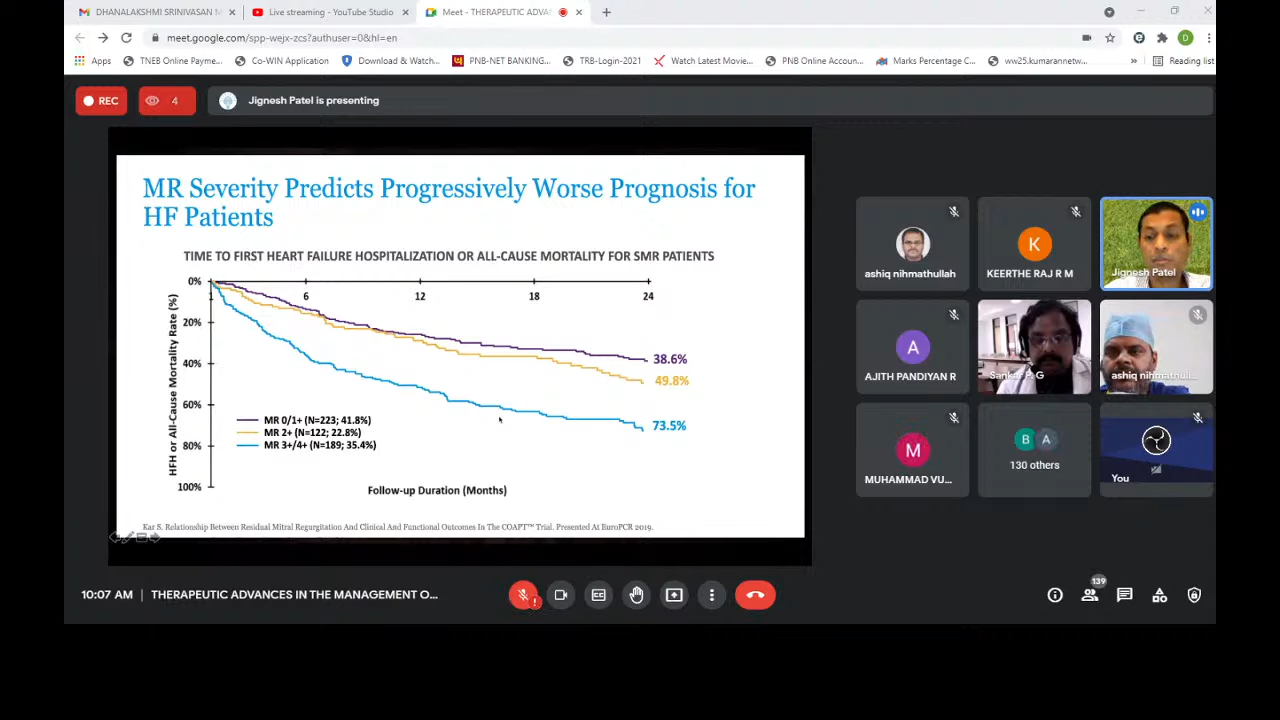 DHANALAKSHMI SRINIVASAN M
Live streaming - YouTube Studio
Meet - THERAPEUTIC ADVANC
meet.google.com/spp-wejx-zcs?authuser=0&hl=en
Apps
TNEB Online Payme...
Co-WIN Application
Download & Watch...
PNB-NET BANKING...
TRB-Login-2021
Watch Latest Movie...
PNB Online Accoun...
Marks Percentage C...
ww25.kumarannetw...
»
Reading list
D
REC
4
Jignesh Patel is presenting
MR Severity Predicts Progressively Worse Prognosis for
HF Patients
TIME TO FIRST HEART FAILURE HOSPITALIZATION OR ALL-CAUSE MORTALITY FOR SMR PATIENTS
HFH or All-Cause Mortality Rate (%)
0%
20%
40%
60%
80%
100%
1
6
12
18
24
38.6%
49.8%
73.5%
MR 0/1+ (N=223; 41.8%)
MR 2+ (N=122; 22.8%)
MR 3+/4+ (N=189; 35.4%)
Follow-up Duration (Months)
Kar S. Relationship Between Residual Mitral Regurgitation And Clinical And Functional Outcomes In The COAPT™ Trial. Presented At EuroPCR 2019.
ashiq nihmathullah
K
KEERTHE RAJ R M
Jignesh Patel
A
AJITH PANDIYAN R
Sankar P. G
ashiq nihmathull...
M
MUHAMMAD VU...
B
A
130 others
You
10:07 AM
THERAPEUTIC ADVANCES IN THE MANAGEMENT O...
CC
139